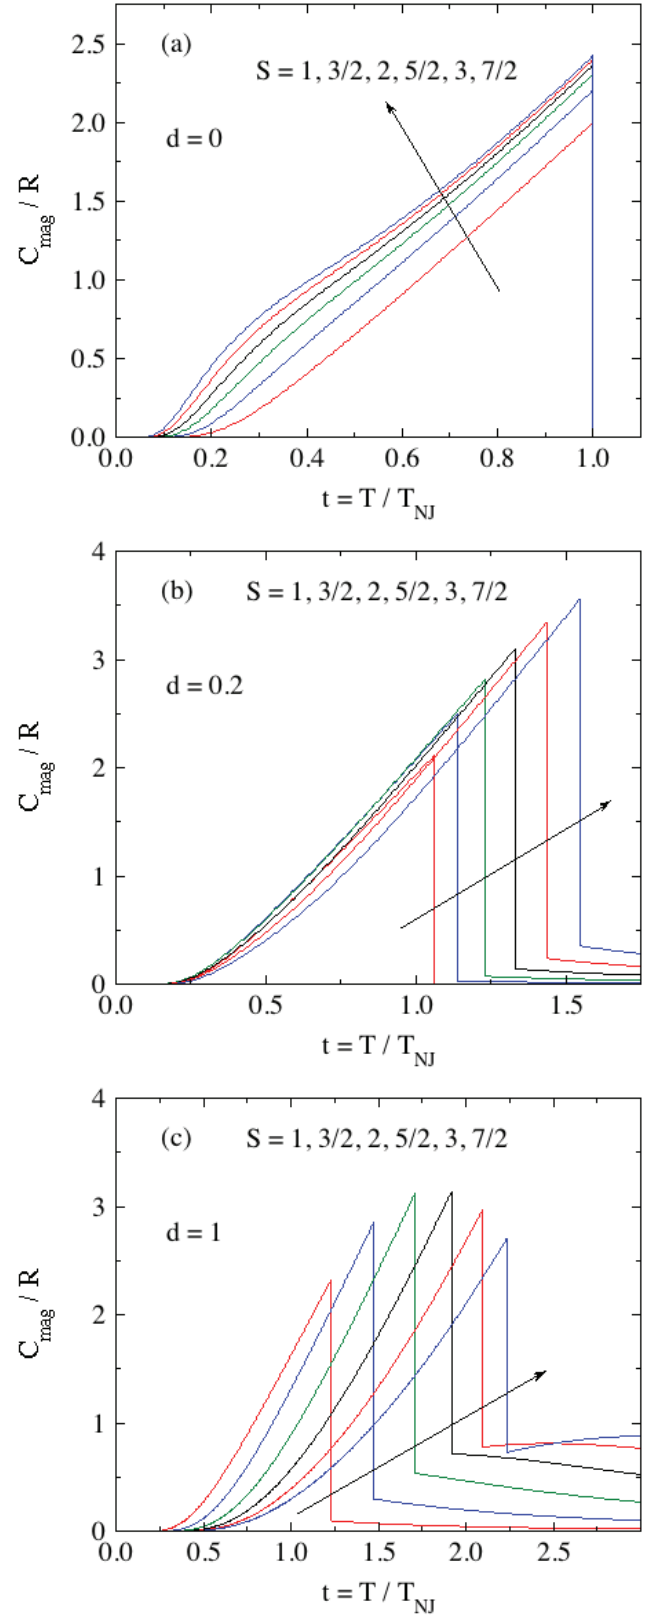 (a)
S = 1, 3/2, 2, 5/2, 3, 7/2
d = 0
C_mag / R
2.5
2.0
1.5
1.0
0.5
0.0
0.0 0.2 0.4 0.6 0.8 1.0
t = T / T_NJ
(b) S = 1, 3/2, 2, 5/2, 3, 7/2
d = 0.2
C_mag / R
4
3
2
1
0
0.0 0.5 1.0 1.5
t = T / T_NJ
(c) S = 1, 3/2, 2, 5/2, 3, 7/2
d = 1
C_mag / R
4
3
2
1
0
0.0 0.5 1.0 1.5 2.0 2.5
t = T / T_NJ